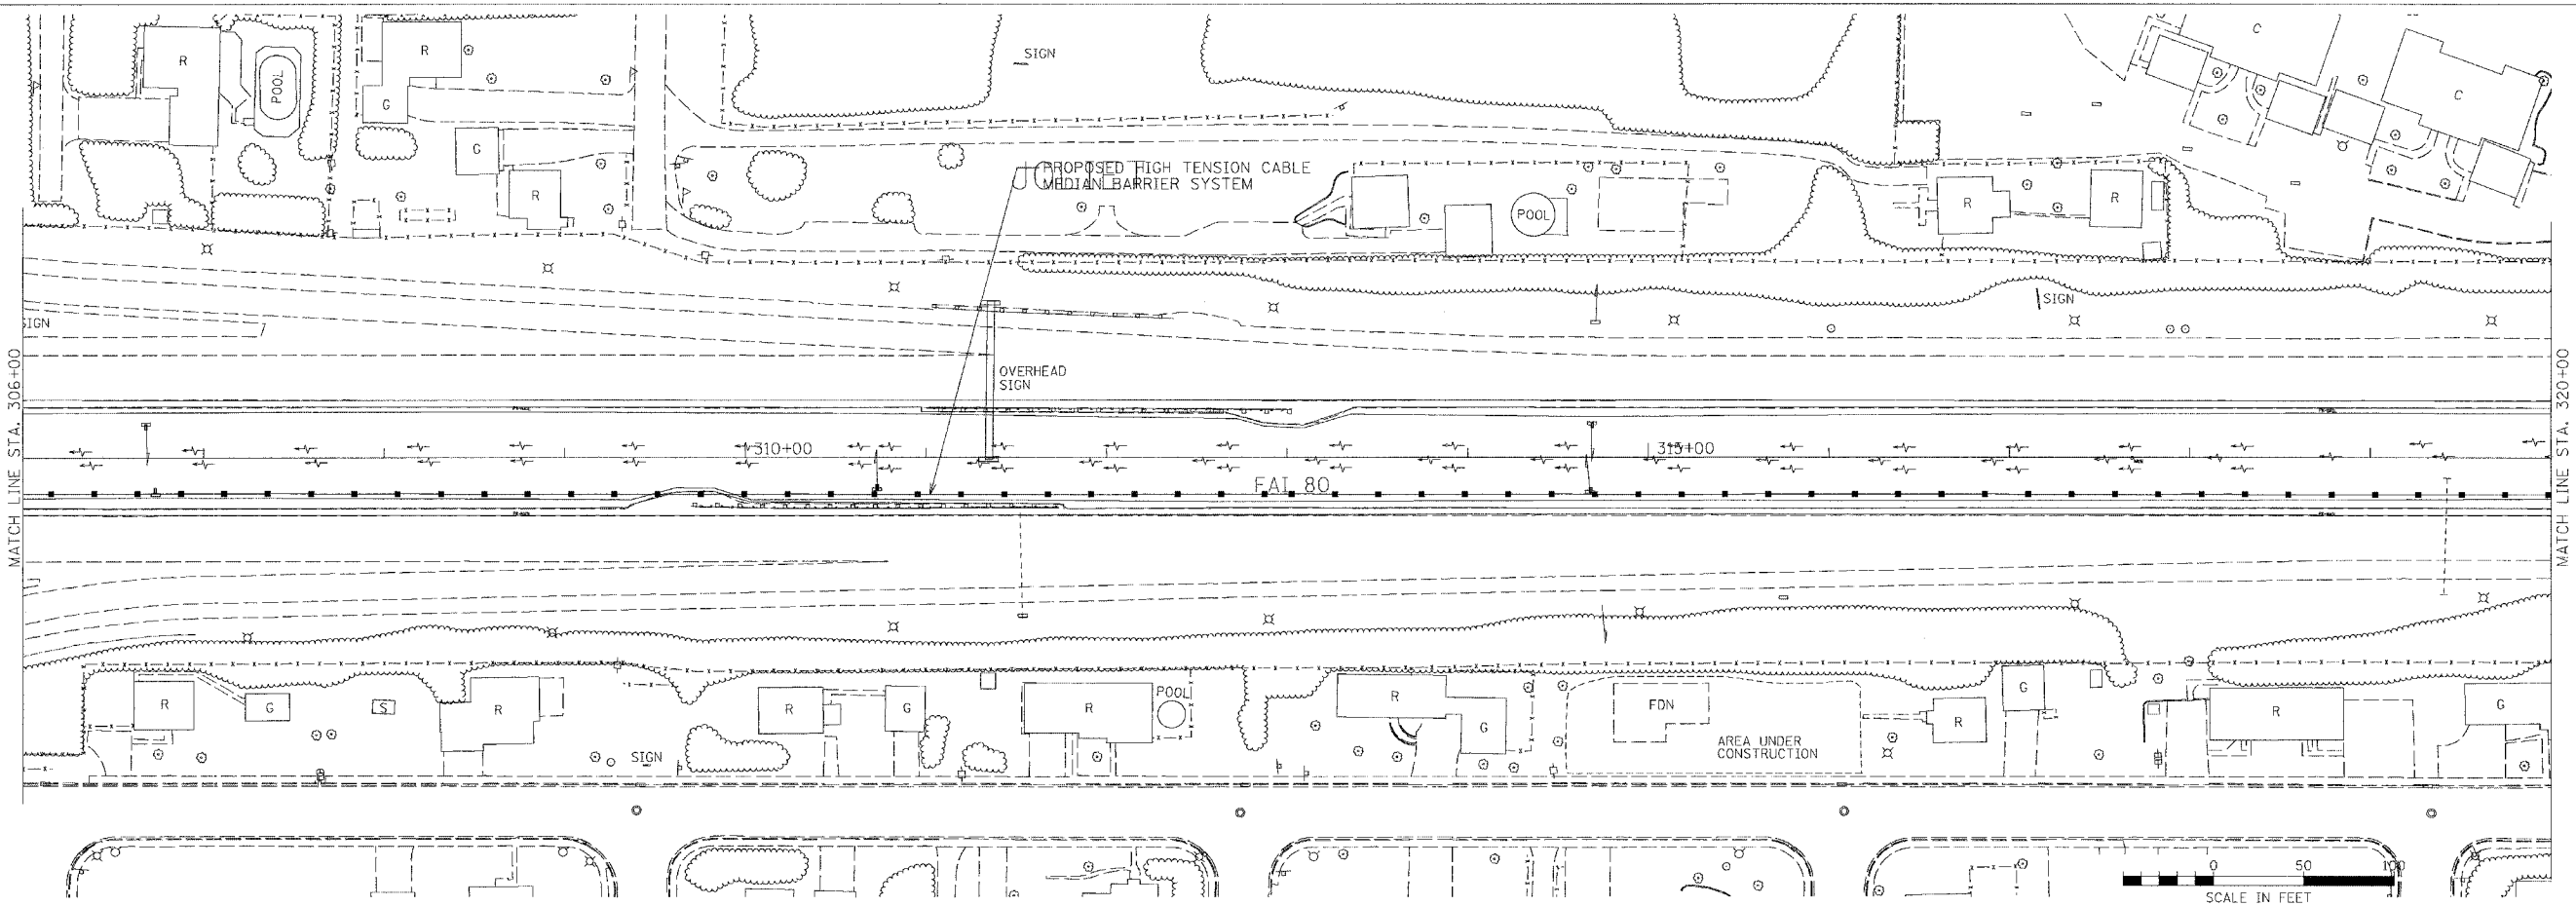 R
POOL
R
G
G
R
SIGN
C
C
PROPOSED HIGH TENSION CABLE
MEDIAN BARRIER SYSTEM
POOL
R
R
SIGN
SIGN
OVERHEAD
SIGN
MATCH LINE STA. 306+00
MATCH LINE STA. 320+00
310+00
315+00
FAI 80
R
G
S
R
SIGN
R
G
R
POOL
R
G
FDN
AREA UNDER
CONSTRUCTION
R
G
R
G
0 50 100
SCALE IN FEET